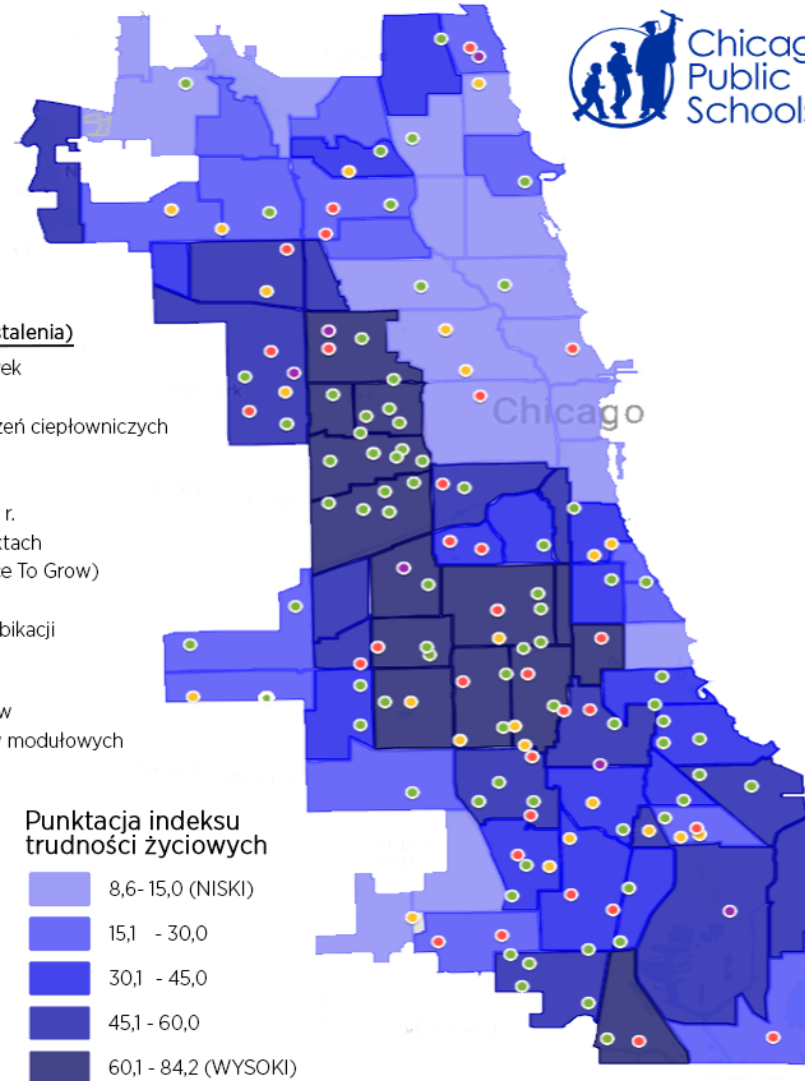 Chicag
Public
Schools
stalenia)
ek
zeń ciepłowniczych
r.
ktach
ce To Grow)
bikacji
w
w modułowych
Chicago
Punktacja indeksu
trudności życiowych
8,6- 15,0 (NISKI)
15,1 - 30,0
30,1 - 45,0
45,1 - 60,0
60,1 - 84,2 (WYSOKI)